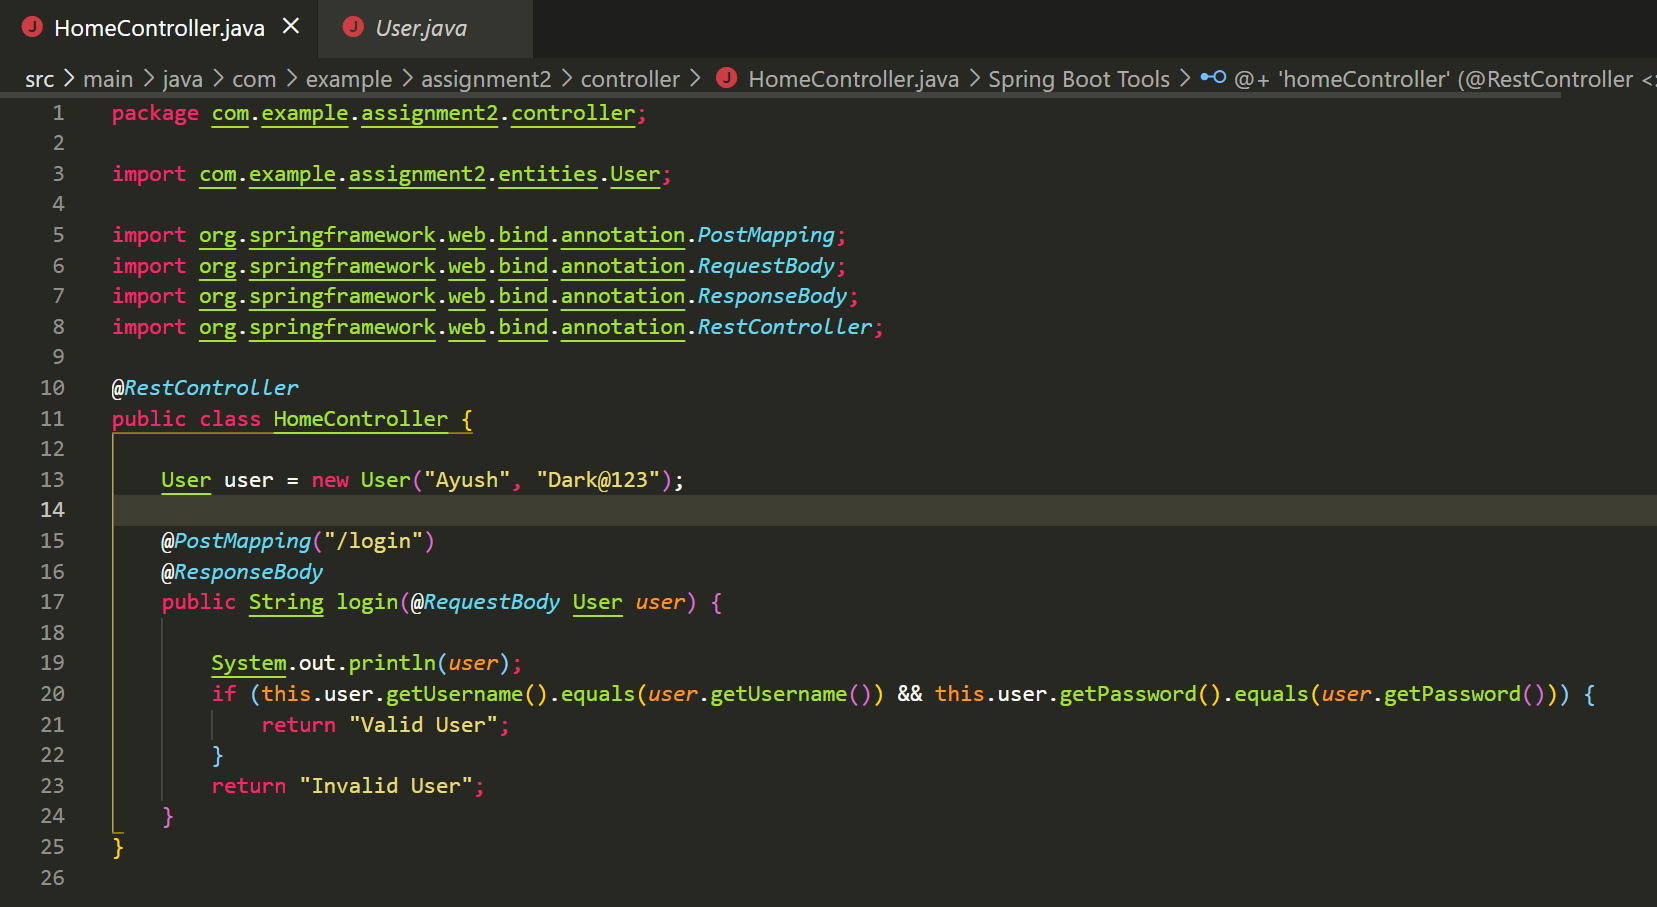 HomeController.java
User.java
src > main > java > com > example > assignment2 > controller > HomeController.java > Spring Boot Tools > @+ 'homeController' (@RestController <
1 package com.example.assignment2.controller;
2
3 import com.example.assignment2.entities.User;
4
5 import org.springframework.web.bind.annotation.PostMapping;
6 import org.springframework.web.bind.annotation.RequestBody;
7 import org.springframework.web.bind.annotation.ResponseBody;
8 import org.springframework.web.bind.annotation.RestController;
9
10 @RestController
11 public class HomeController {
12
13 User user = new User("Ayush", "Dark@123");
14
15 @PostMapping("/login")
16 @ResponseBody
17 public String login(@RequestBody User user) {
18
19 System.out.println(user);
20 if (this.user.getUsername().equals(user.getUsername()) && this.user.getPassword().equals(user.getPassword())) {
21 return "Valid User";
22 }
23 return "Invalid User";
24 }
25 }
26